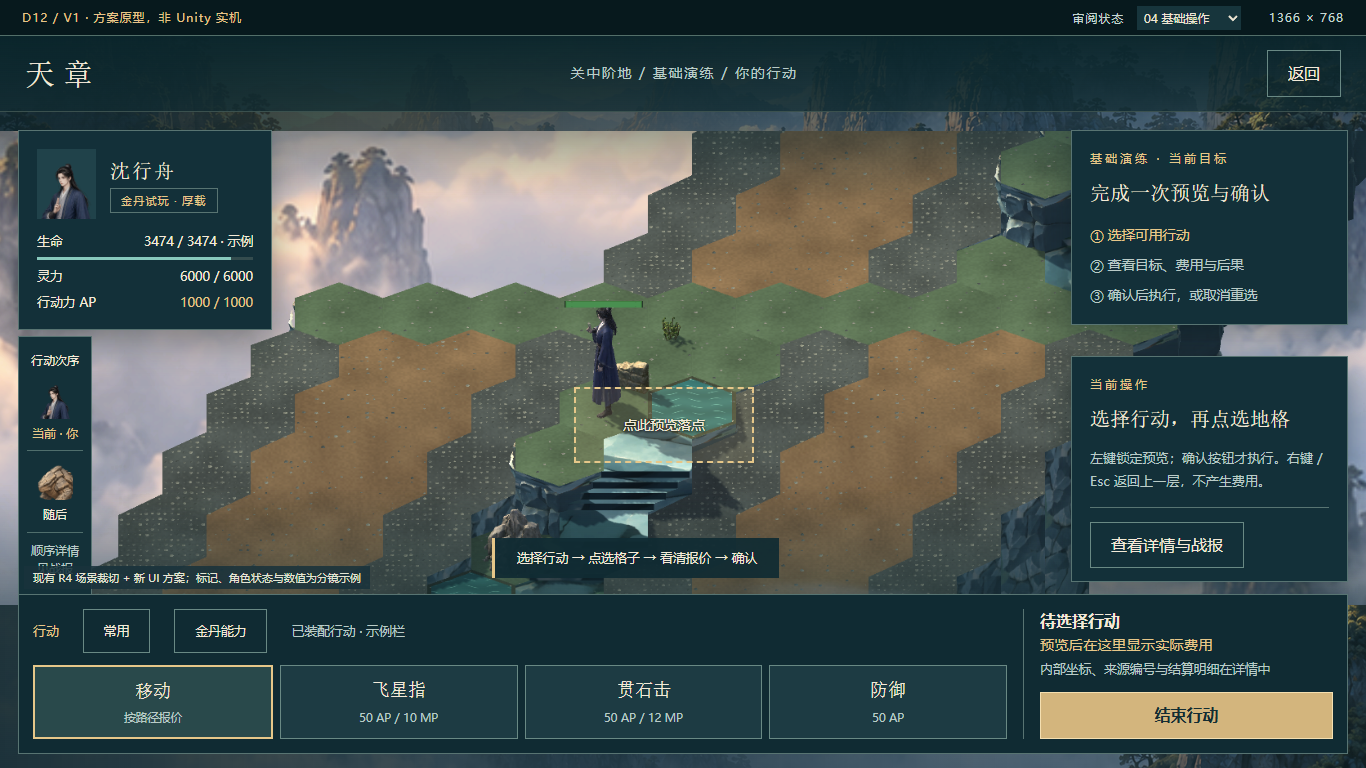 D12 / V1 · 方案原型，非 Unity 实机
审阅状态
04 基础操作
1366 × 768
天章
关中阶地 / 基础演练 / 你的行动
返回
沈行舟
金丹试玩 · 厚载
生命 3474 / 3474 · 示例
灵力 6000 / 6000
行动力 AP 1000 / 1000
行动次序
当前 · 你
随后
顺序详情
现有 R4 场景裁切 + 新 UI 方案；标记、角色状态与数值为分镜示例
点此预览落点
选择行动 → 点选格子 → 看清报价 → 确认
基础演练 · 当前目标
完成一次预览与确认
① 选择可用行动
② 查看目标、费用与后果
③ 确认后执行，或取消重选
当前操作
选择行动，再点选地格
左键锁定预览；确认按钮才执行。右键 /
Esc 返回上一层，不产生费用。
查看详情与战报
行动
常用
金丹能力
已装配行动 · 示例栏
移动
按路径报价
飞星指
50 AP / 10 MP
贯石击
50 AP / 12 MP
防御
50 AP
待选择行动
预览后在这里显示实际费用
内部坐标、来源编号与结算明细在详情中
结束行动